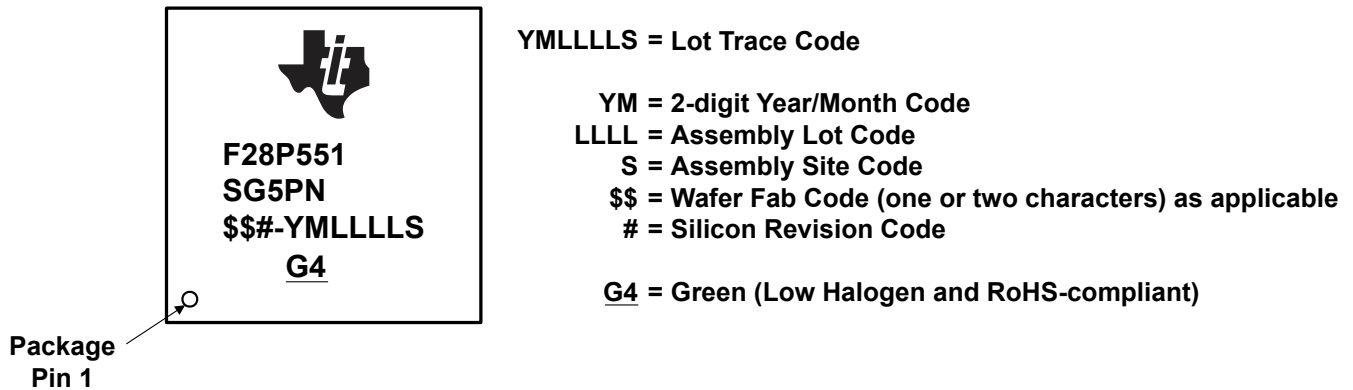 F28P551
SG5PN
$$#-YMLLLLS
G4
Package
Pin 1
YMLLLLS = Lot Trace Code
YM = 2-digit Year/Month Code
LLLL = Assembly Lot Code
S = Assembly Site Code
$$ = Wafer Fab Code (one or two characters) as applicable
# = Silicon Revision Code
G4 = Green (Low Halogen and RoHS-compliant)